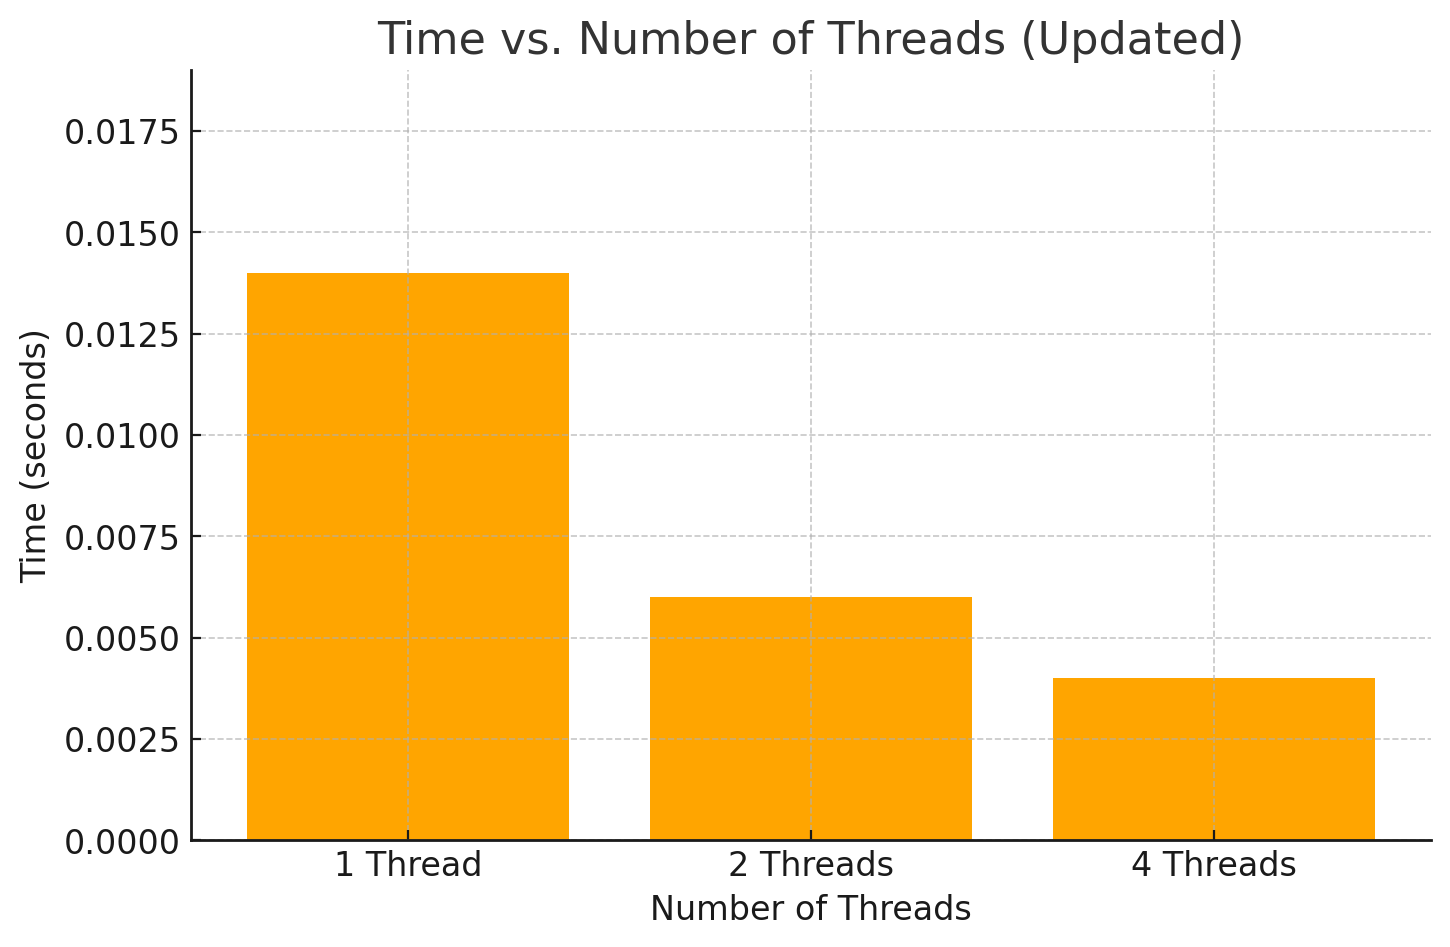 Time vs. Number of Threads (Updated)
Time (seconds)
0.0175
0.0150
0.0125
0.0100
0.0075
0.0050
0.0025
0.0000
1 Thread
2 Threads
4 Threads
Number of Threads